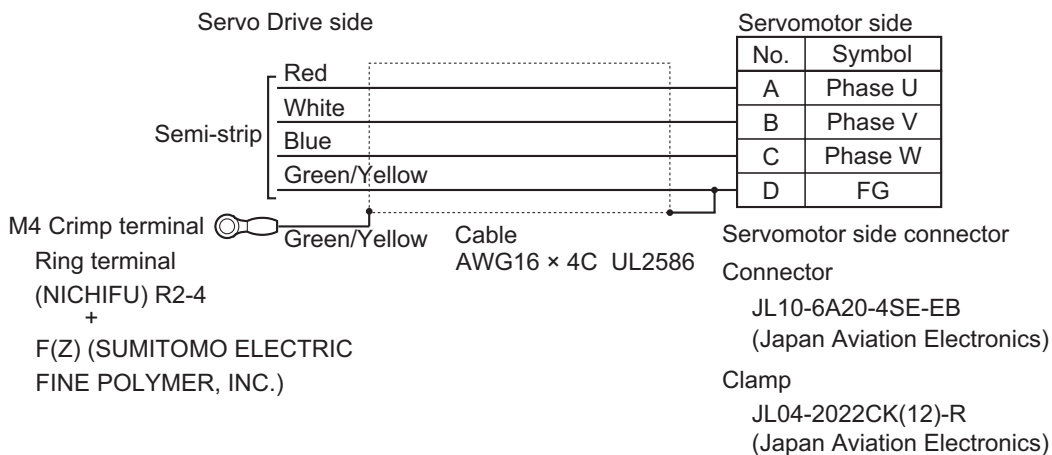 Servo Drive side
Servomotor side
No. Symbol
Red
A Phase U
White
B Phase V
Semi-strip
Blue
C Phase W
Green/Yellow
D FG
M4 Crimp terminal
Green/Yellow
Ring terminal
(NICHIFU) R2-4
+
F(Z) (SUMITOMO ELECTRIC
FINE POLYMER, INC.)
Cable
AWG16 × 4C UL2586
Servomotor side connector
Connector
JL10-6A20-4SE-EB
(Japan Aviation Electronics)
Clamp
JL04-2022CK(12)-R
(Japan Aviation Electronics)